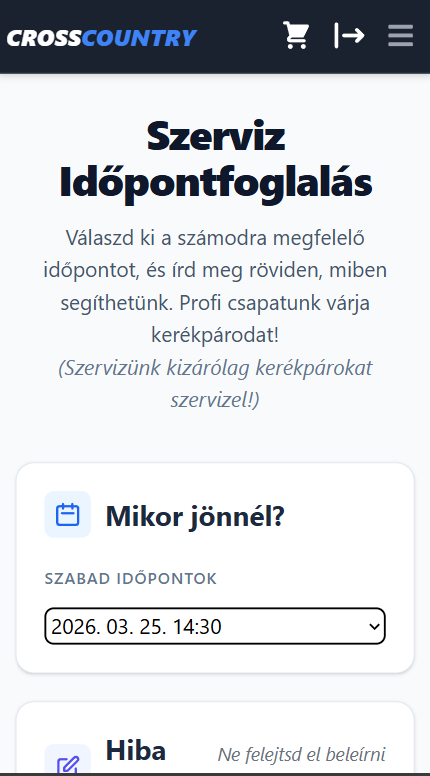 CROSSCOUNTRY
Szerviz
Időpontfoglalás
Válaszd ki a számodra megfelelő
időpontot, és írd meg röviden, miben
segíthetünk. Profi csapatunk várja
kerékpárodat!
(Szervizünk kizárólag kerékpárokat
szervizel!)
Mikor jönnél?
SZABAD IDŐPONTOK
2026. 03. 25. 14:30
Hiba
Ne felejtsd el beleírni